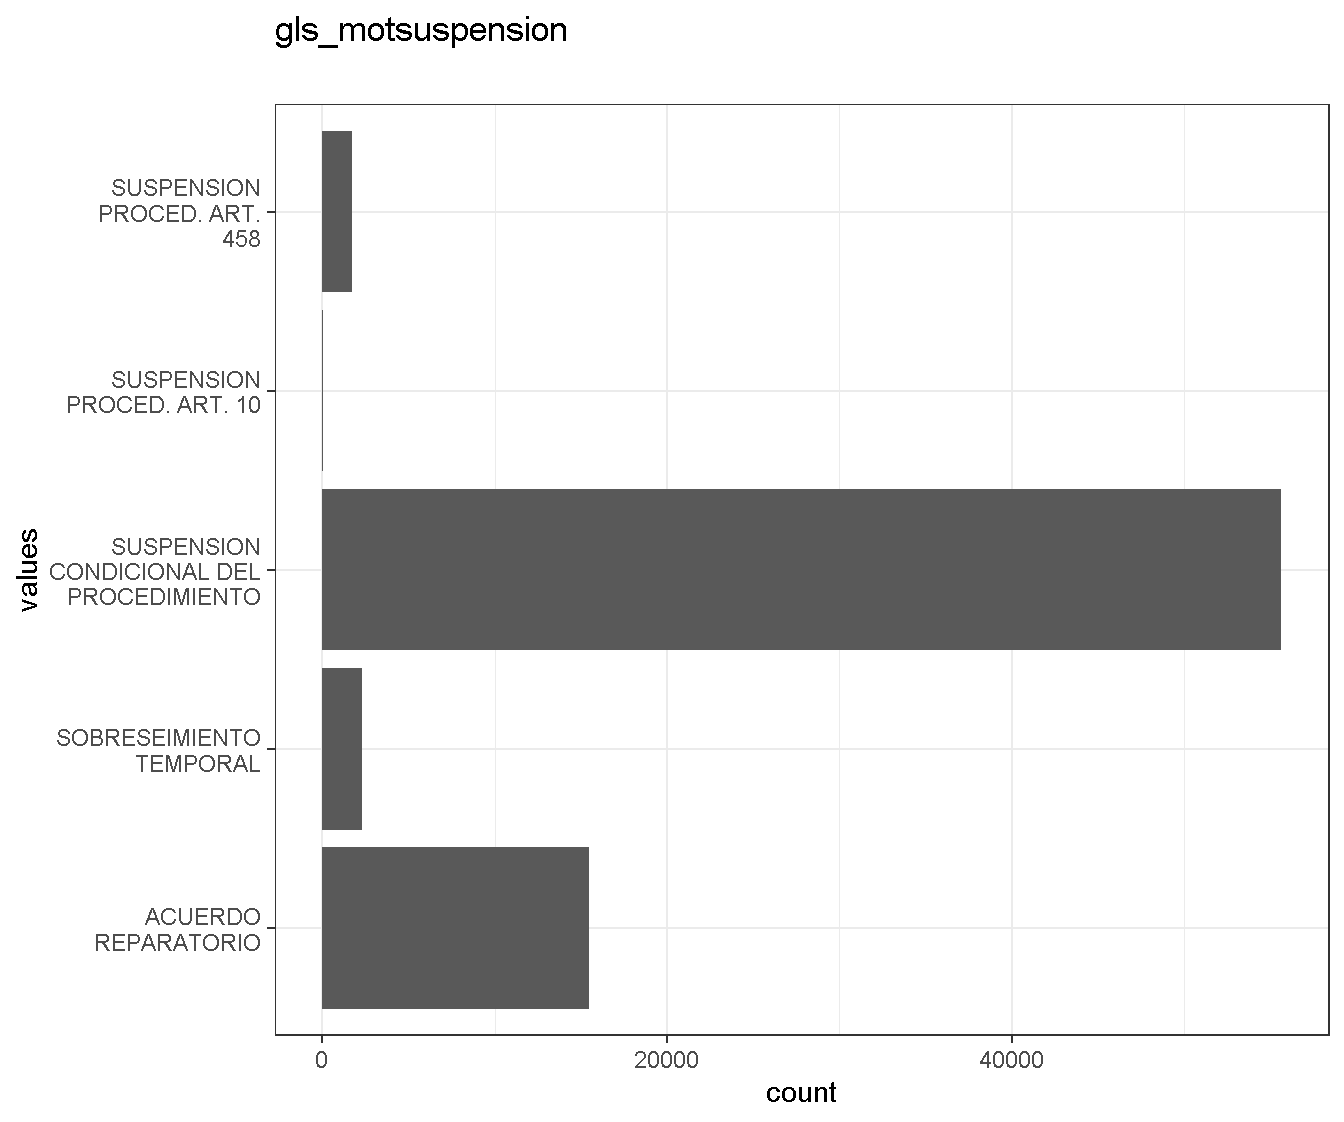 gls_motsuspension
SUSPENSION
PROCED. ART.
458
SUSPENSION
PROCED. ART. 10
SUSPENSION
CONDICIONAL DEL
PROCEDIMIENTO
SOBRESEIMIENTO
TEMPORAL
ACUERDO
REPARATORIO
values
0 20000 40000
count